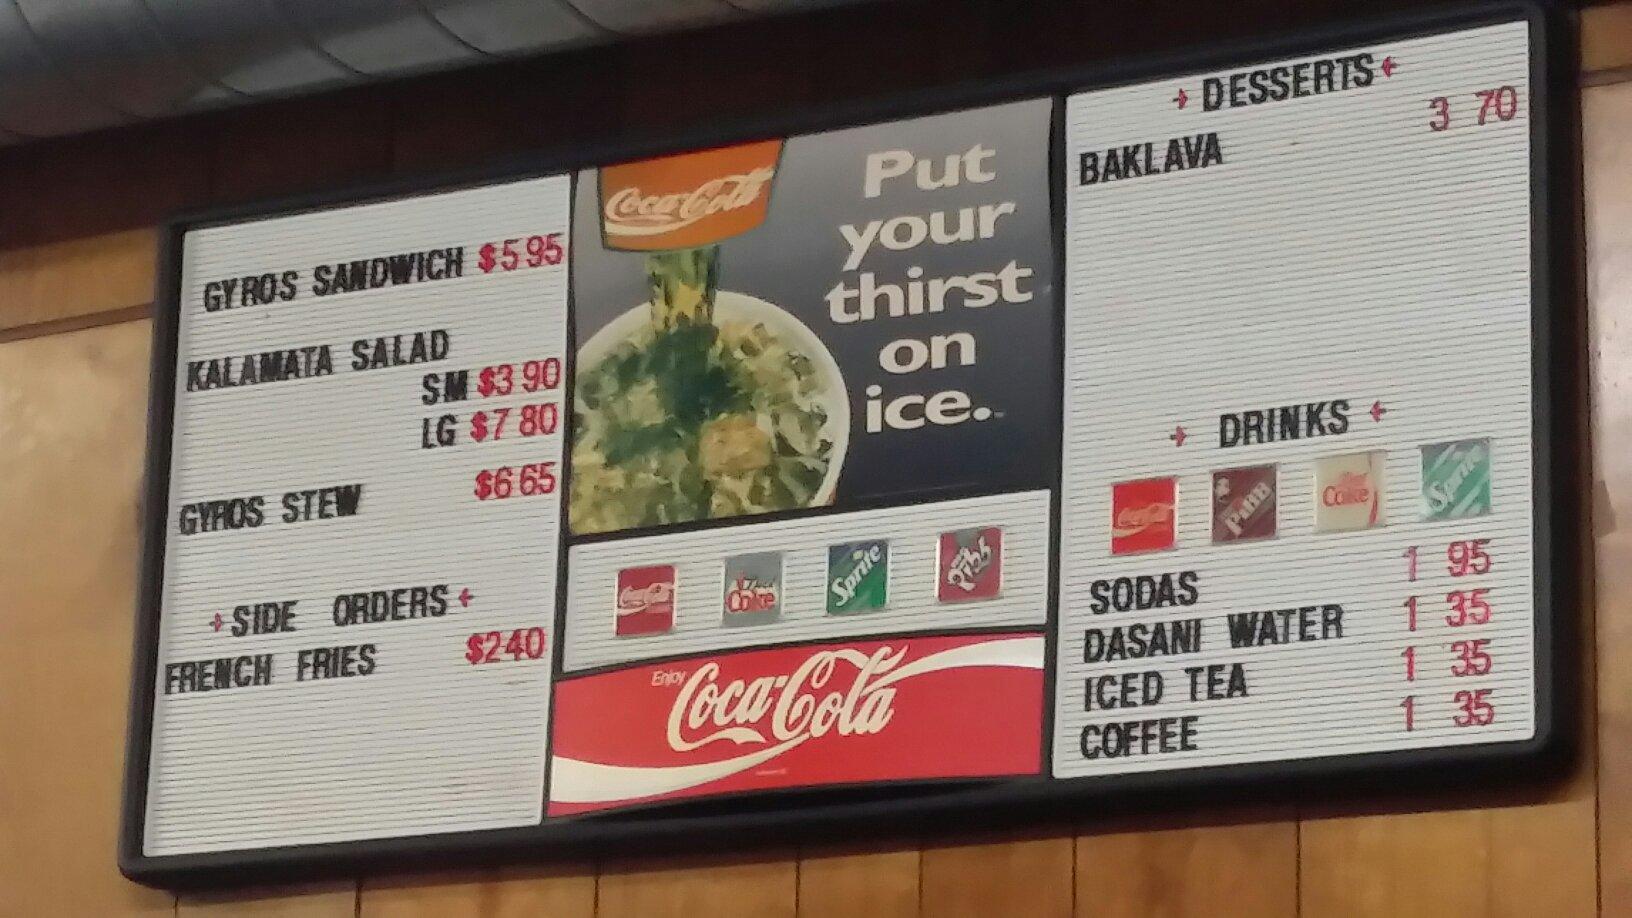 GYROS SANDWICH $5 95
KALAMATA SALAD
SM $3 90
LG $7 80
GYROS STEW $6 65
SIDE ORDERS
FRENCH FRIES $2 40
Coca-Cola
Put
your
thirst
on
ice.
Coca-Cola
Coke
Sprite
Enjoy
Coca-Cola
DESSERTS
BAKLAVA 3 70
DRINKS
Coca-Cola
Mr PiBB
Diet
Coke
Sprite
SODAS 1 95
DASANI WATER 1 35
ICED TEA 1 35
COFFEE 1 35